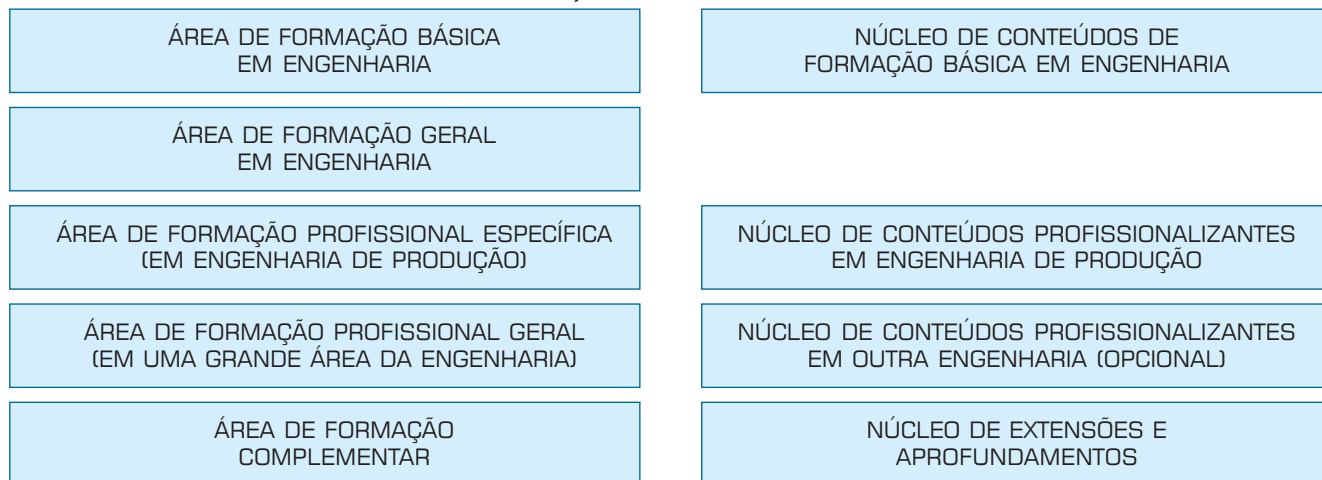 ÁREA DE FORMAÇÃO BÁSICA
EM ENGENHARIA
NÚCLEO DE CONTEÚDOS DE
FORMAÇÃO BÁSICA EM ENGENHARIA
ÁREA DE FORMAÇÃO GERAL
EM ENGENHARIA
ÁREA DE FORMAÇÃO PROFISSIONAL ESPECÍFICA
(EM ENGENHARIA DE PRODUÇÃO)
NÚCLEO DE CONTEÚDOS PROFISSIONALIZANTES
EM ENGENHARIA DE PRODUÇÃO
ÁREA DE FORMAÇÃO PROFISSIONAL GERAL
(EM UMA GRANDE ÁREA DA ENGENHARIA)
NÚCLEO DE CONTEÚDOS PROFISSIONALIZANTES
EM OUTRA ENGENHARIA (OPCIONAL)
ÁREA DE FORMAÇÃO
COMPLEMENTAR
NÚCLEO DE EXTENSÕES E
APROFUNDAMENTOS